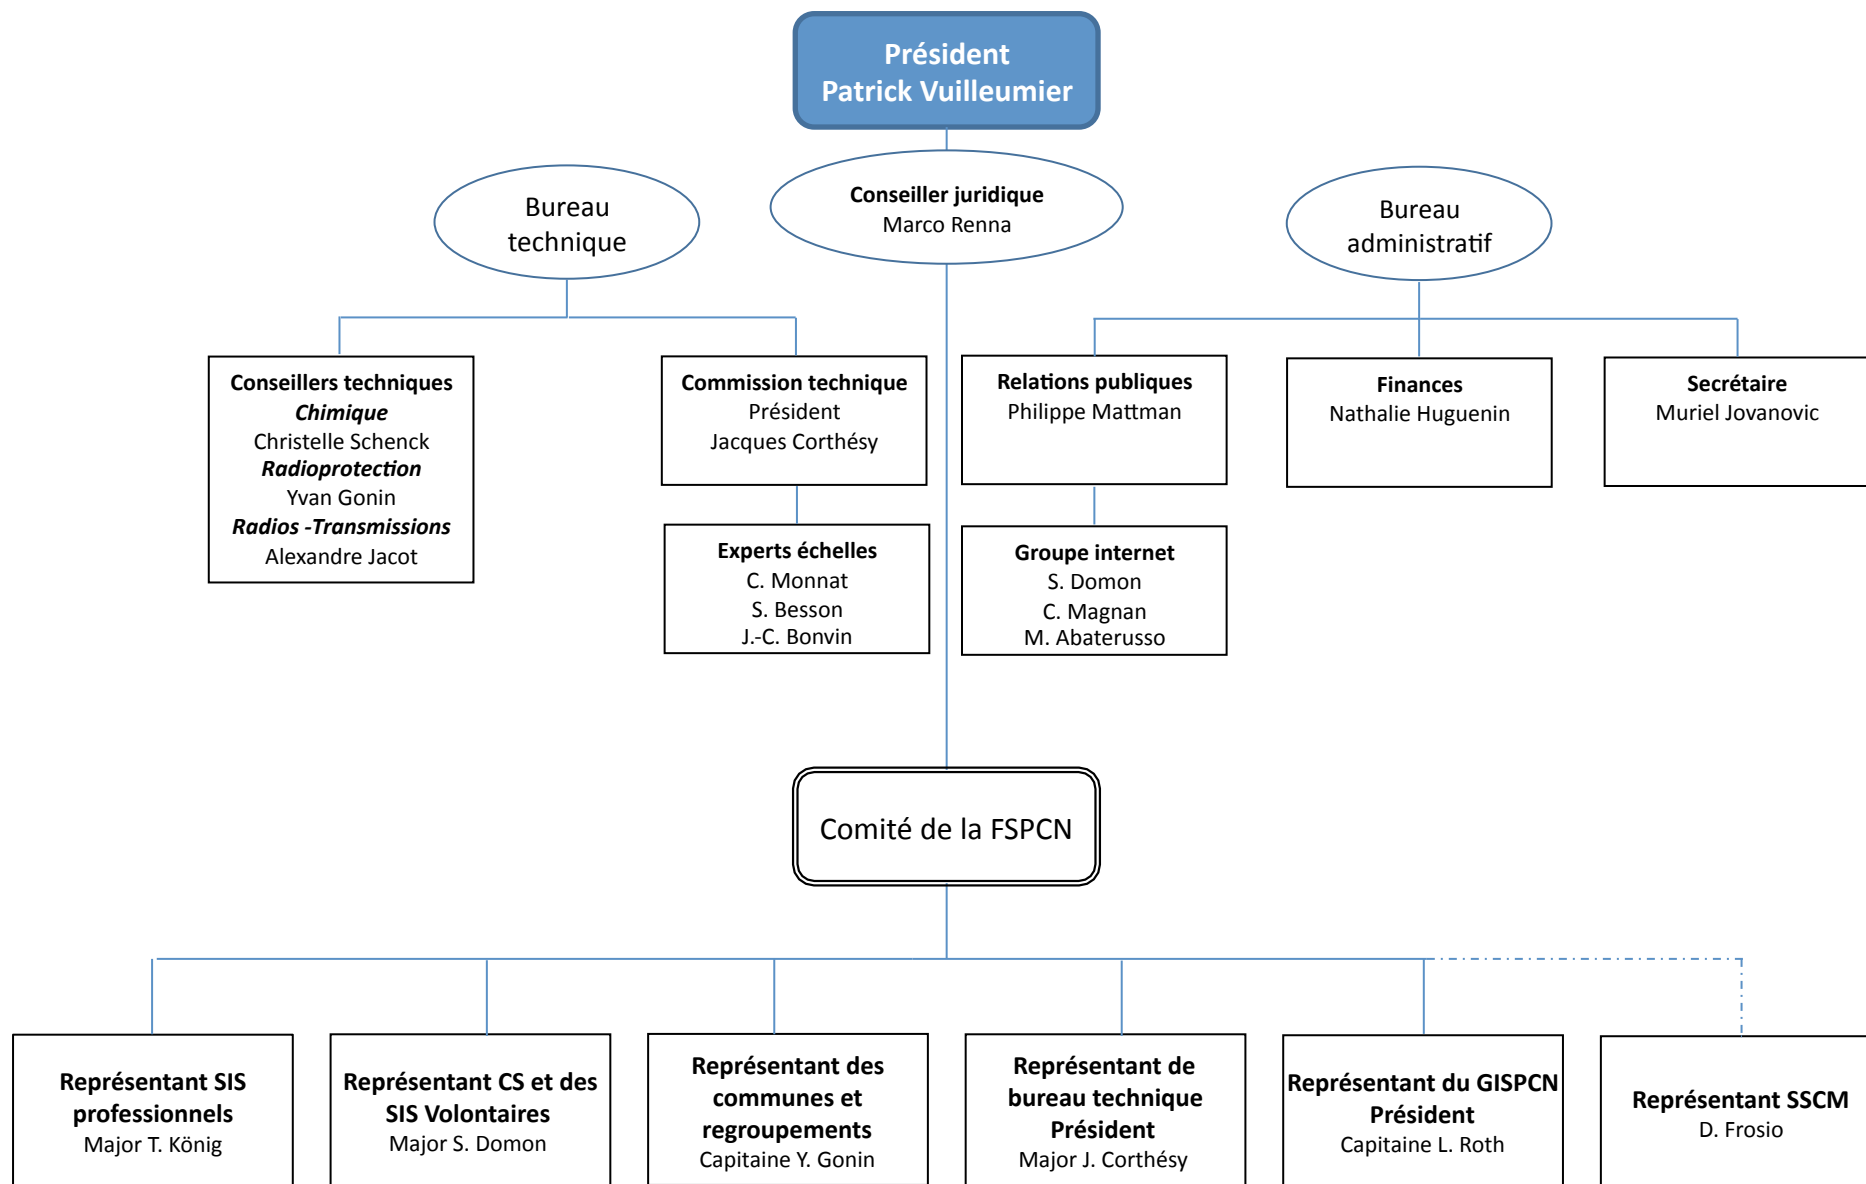 Président
Patrick Vuilleumier
Bureau
technique
Conseiller juridique
Marco Renna
Bureau
administratif
Conseillers techniques
Chimique
Christelle Schenck
Radioprotection
Yvan Gonin
Radios -Transmissions
Alexandre Jacot
Commission technique
Président
Jacques Corthésy
Relations publiques
Philippe Mattman
Finances
Nathalie Huguenin
Secrétaire
Muriel Jovanovic
Experts échelles
C. Monnat
S. Besson
J.-C. Bonvin
Groupe internet
S. Domon
C. Magnan
M. Abaterusso
Comité de la FSPCN
Représentant SIS
professionnels
Major T. König
Représentant CS et des
SIS Volontaires
Major S. Domon
Représentant des
communes et
regroupements
Capitaine Y. Gonin
Représentant de
bureau technique
Président
Major J. Corthésy
Représentant du GISPCN
Président
Capitaine L. Roth
Représentant SSCM
D. Frosio